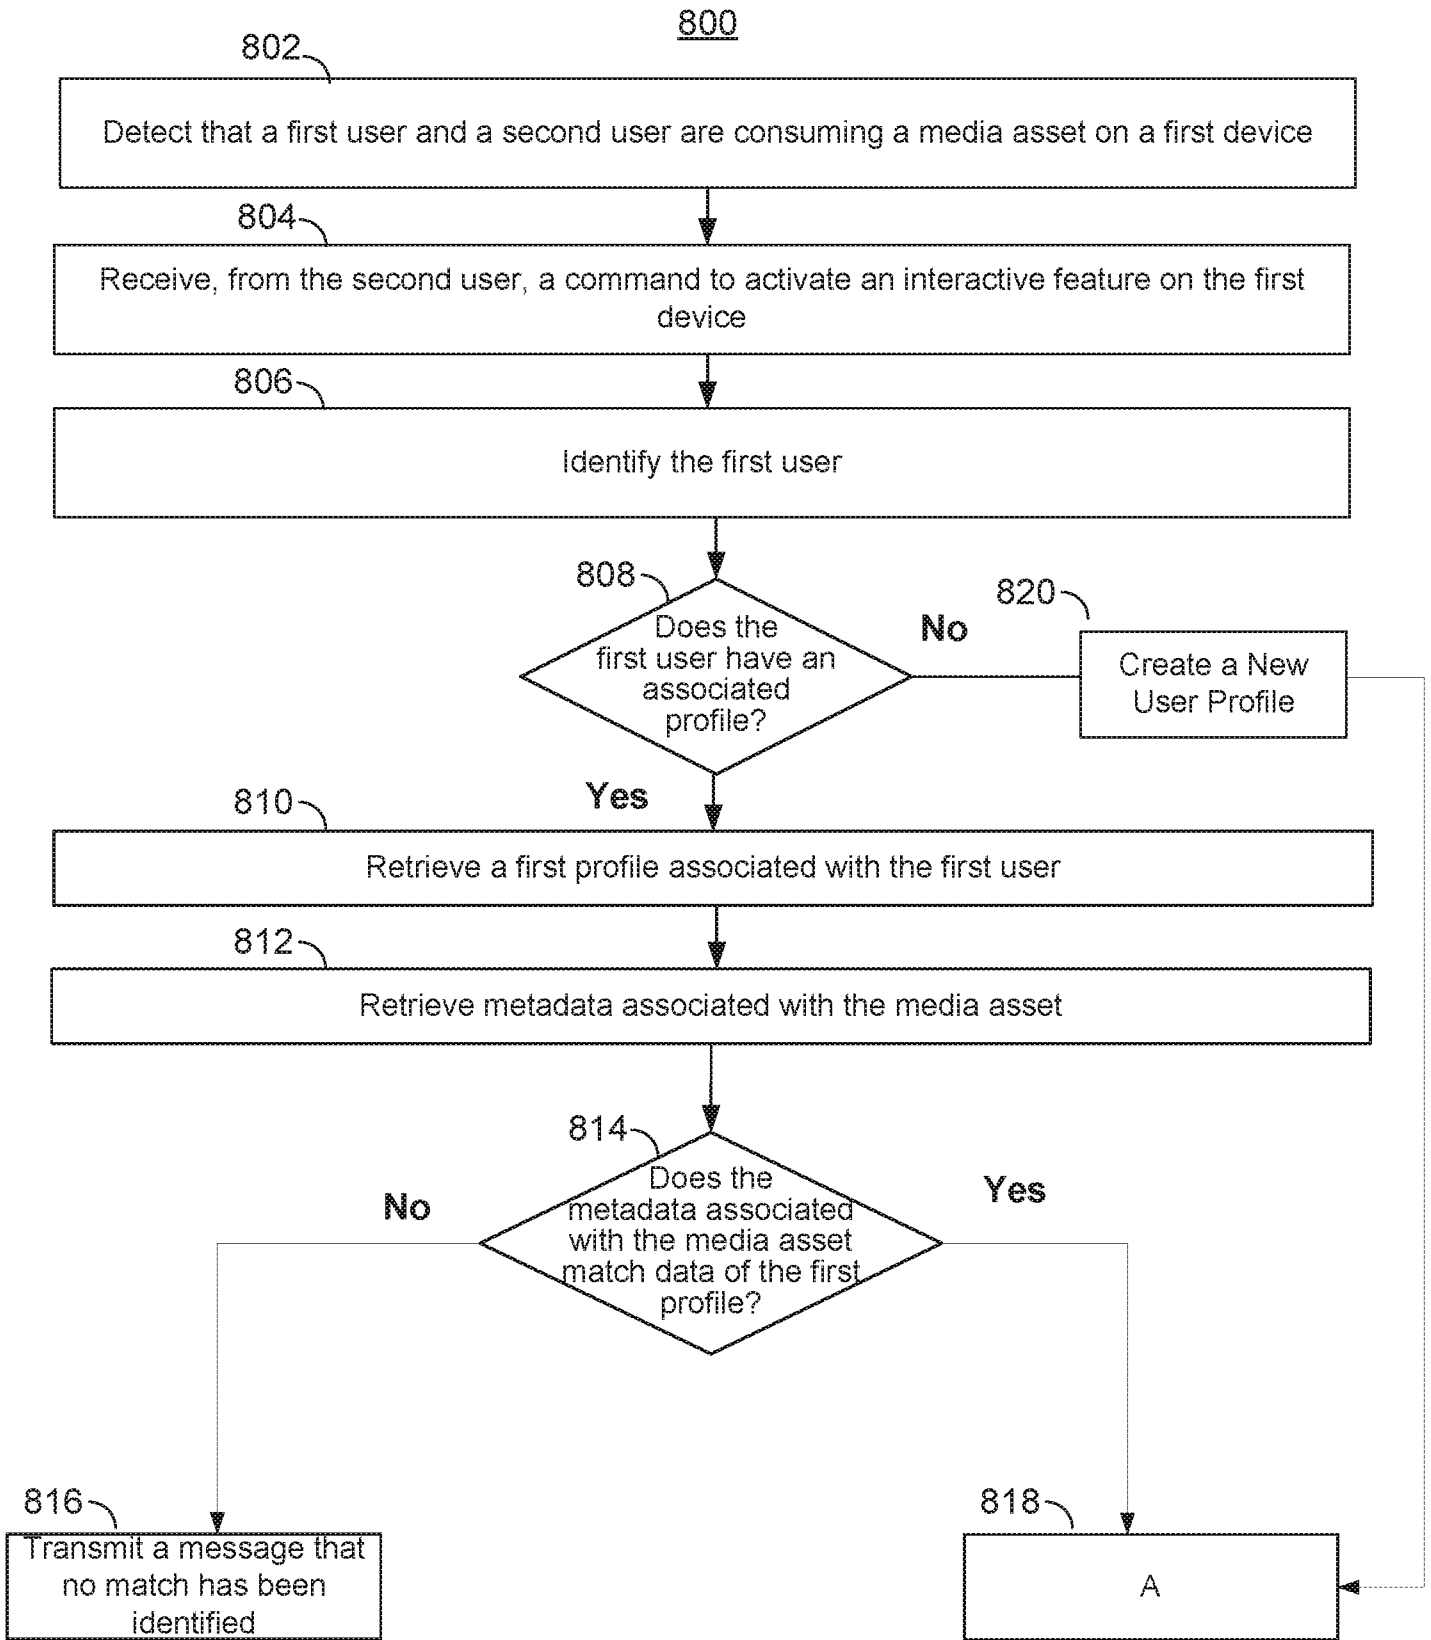 800
802
Detect that a first user and a second user are consuming a media asset on a first device
804
Receive, from the second user, a command to activate an interactive feature on the first
device
806
Identify the first user
808
Does the
first user have an
associated
profile?
No
820
Create a New
User Profile
Yes
810
Retrieve a first profile associated with the first user
812
Retrieve metadata associated with the media asset
814
Does the
metadata associated
with the media asset
match data of the first
profile?
No
Yes
816
Transmit a message that
no match has been
identified
818
A